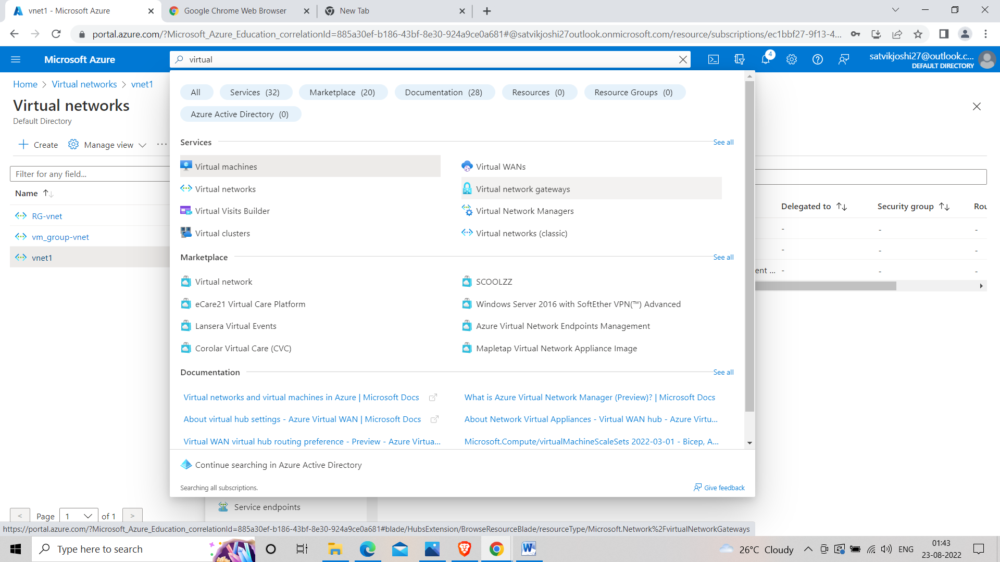 vnet1 - Microsoft Azure
Google Chrome Web Browser
New Tab
portal.azure.com/?Microsoft_Azure_Education_correlationId=885a30ef-b186-43bf-8e30-924a9ce0a681#@satvikjoshi27outlook.onmicrosoft.com/resource/subscriptions/ec1bbf27-9f13-4...
Microsoft Azure
virtual
4
satvikjoshi27@outlook.c...
DEFAULT DIRECTORY
Home > Virtual networks > vnet1
Virtual networks
Default Directory
Create
Manage view
...
Filter for any field...
Name
RG-vnet
vm_group-vnet
vnet1
All
Services (32)
Marketplace (20)
Documentation (28)
Resources (0)
Resource Groups (0)
Azure Active Directory (0)
Services
See all
Virtual machines
Virtual WANs
Virtual networks
Virtual network gateways
Virtual Visits Builder
Virtual Network Managers
Virtual clusters
Virtual networks (classic)
Marketplace
See all
Virtual network
SCOOLZZ
eCare21 Virtual Care Platform
Windows Server 2016 with SoftEther VPN(™) Advanced
Lansera Virtual Events
Azure Virtual Network Endpoints Management
Corolar Virtual Care (CVC)
Mapletap Virtual Network Appliance Image
Documentation
See all
Virtual networks and virtual machines in Azure | Microsoft Docs
What is Azure Virtual Network Manager (Preview)? | Microsoft Docs
About virtual hub settings - Azure Virtual WAN | Microsoft Docs
About Network Virtual Appliances - Virtual WAN hub - Azure Virtu...
Virtual WAN virtual hub routing preference - Preview - Azure Virtua...
Microsoft.Compute/virtualMachineScaleSets 2022-03-01 - Bicep, A...
Continue searching in Azure Active Directory
Searching all subscriptions.
Give feedback
Delegated to
Security group
Rou
- - -
- - -
ent ... - - -
Service endpoints
< Page 1 of 1 >
https://portal.azure.com/?Microsoft_Azure_Education_correlationId=885a30ef-b186-43bf-8e30-924a9ce0a681#blade/HubsExtension/BrowseResourceBlade/resourceType/Microsoft.Network%2FvirtualNetworkGateways
Type here to search
26°C Cloudy
ENG
01:43
23-08-2022